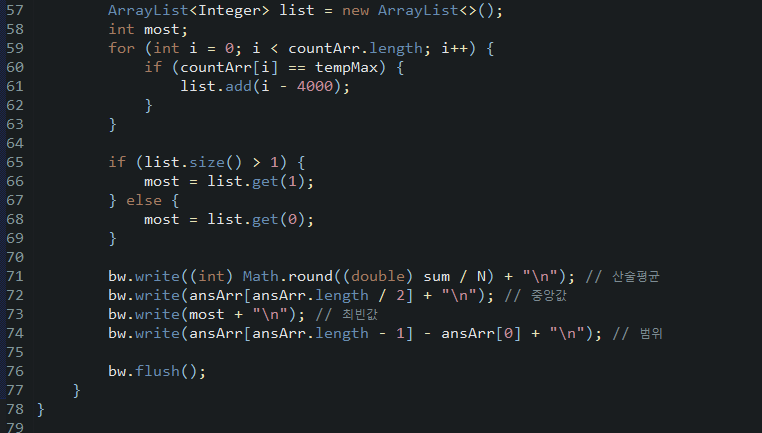 57 ArrayList<Integer> list = new ArrayList<>();
58 int most;
59 for (int i = 0; i < countArr.length; i++) {
60 if (countArr[i] == tempMax) {
61 list.add(i - 4000);
62 }
63 }
64
65 if (list.size() > 1) {
66 most = list.get(1);
67 } else {
68 most = list.get(0);
69 }
70
71 bw.write((int) Math.round((double) sum / N) + "\n"); // 산술평균
72 bw.write(ansArr[ansArr.length / 2] + "\n"); // 중앙값
73 bw.write(most + "\n"); // 최빈값
74 bw.write(ansArr[ansArr.length - 1] - ansArr[0] + "\n"); // 범위
75
76 bw.flush();
77 }
78 }
79